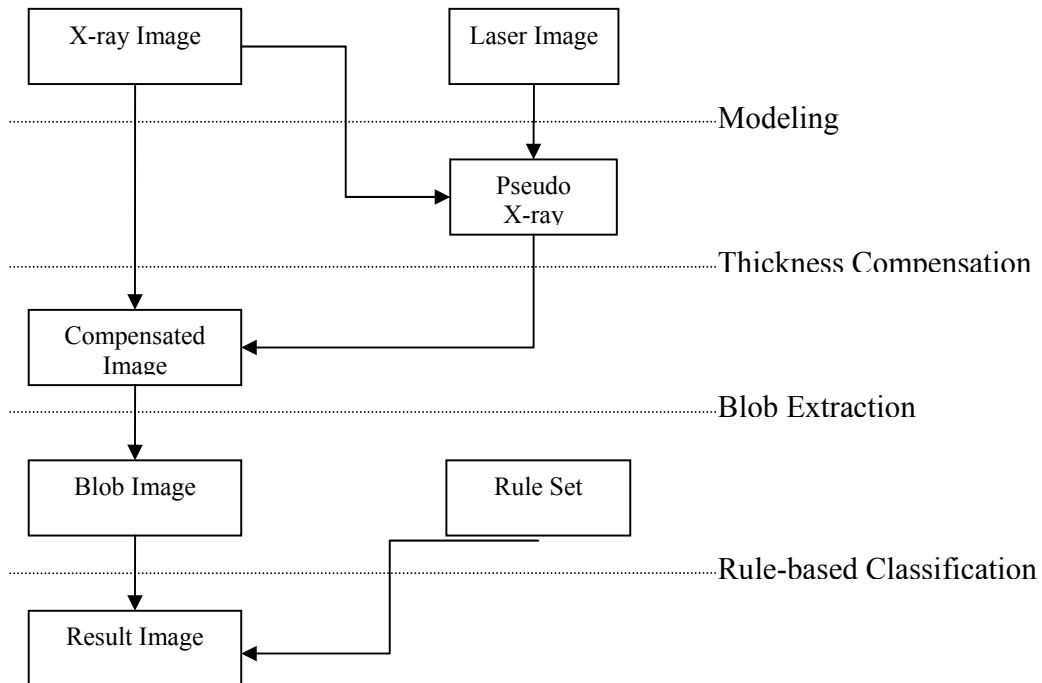 X-ray Image
Laser Image
Modeling
Pseudo
X-ray
Thickness Compensation
Compensated
Image
Blob Extraction
Blob Image
Rule Set
Rule-based Classification
Result Image